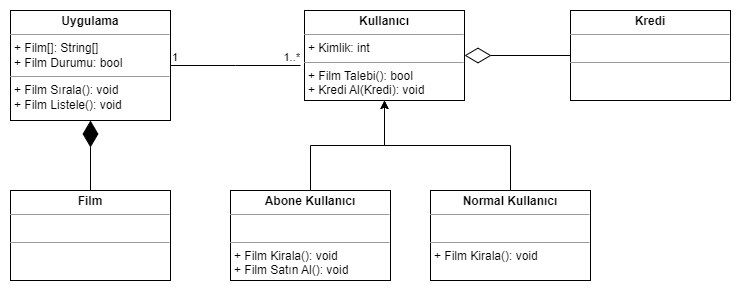 Uygulama
+ Film[]: String[]
+ Film Durumu: bool
+ Film Sırala(): void
+ Film Listele(): void
1
1..*
Kullanıcı
+ Kimlik: int
+ Film Talebi(): bool
+ Kredi Al(Kredi): void
Kredi
Film
Abone Kullanıcı
+ Film Kirala(): void
+ Film Satın Al(): void
Normal Kullanıcı
+ Film Kirala(): void